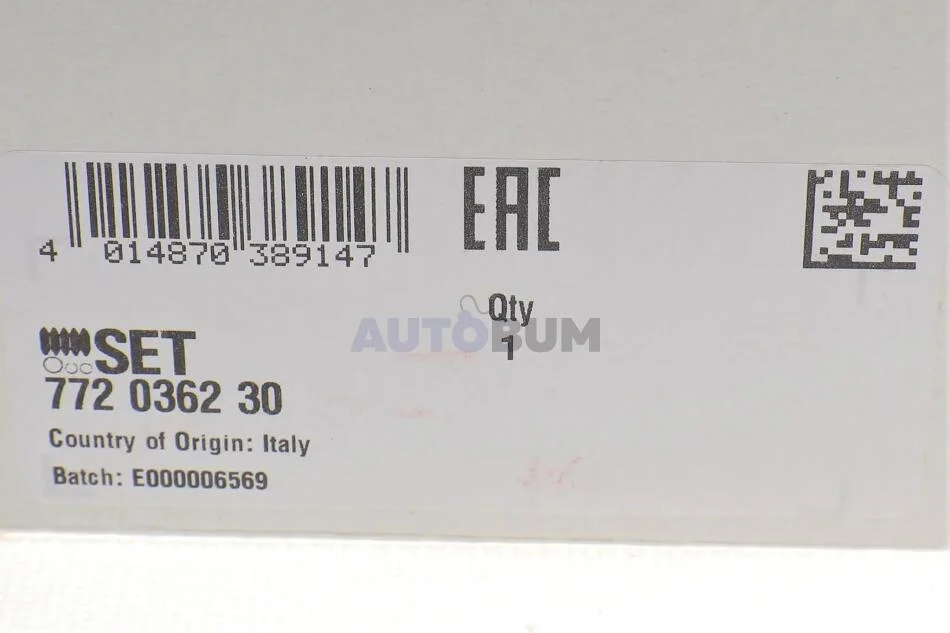 4 014870 389147
EAC
Qty
1
AUTOBUM
SET
772 0362 30
Country of Origin: Italy
Batch: E000006569